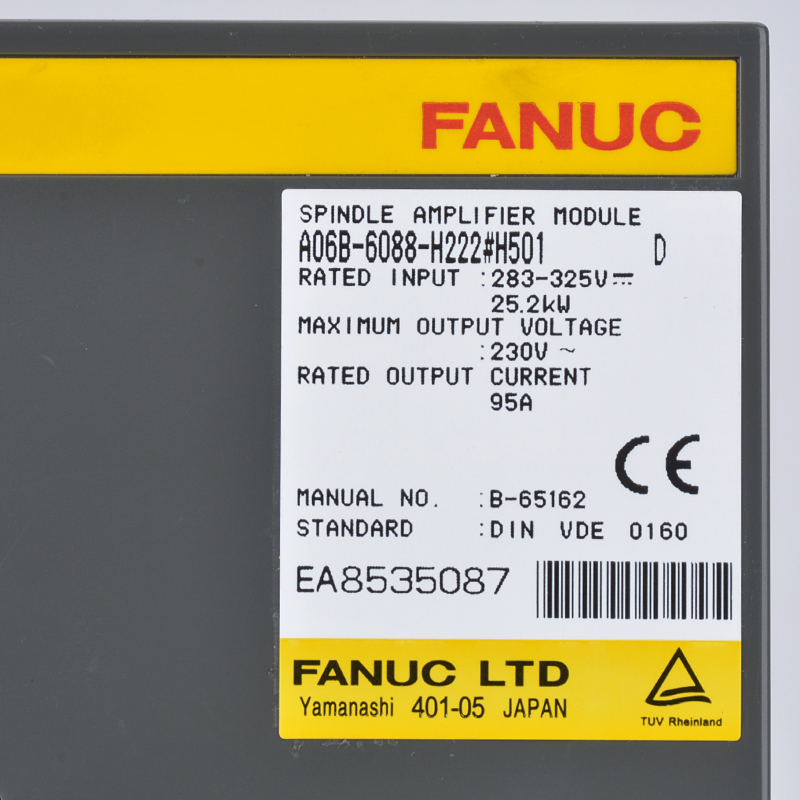 FANUC
SPINDLE AMPLIFIER MODULE
A06B-6088-H222#H501 D
RATED INPUT :283-325V⎓
25.2kW
MAXIMUM OUTPUT VOLTAGE
:230V ~
RATED OUTPUT CURRENT
95A
CE
MANUAL NO. :B-65162
STANDARD :DIN VDE 0160
EA8535087
FANUC LTD
Yamanashi 401-05 JAPAN
TUV Rheinland